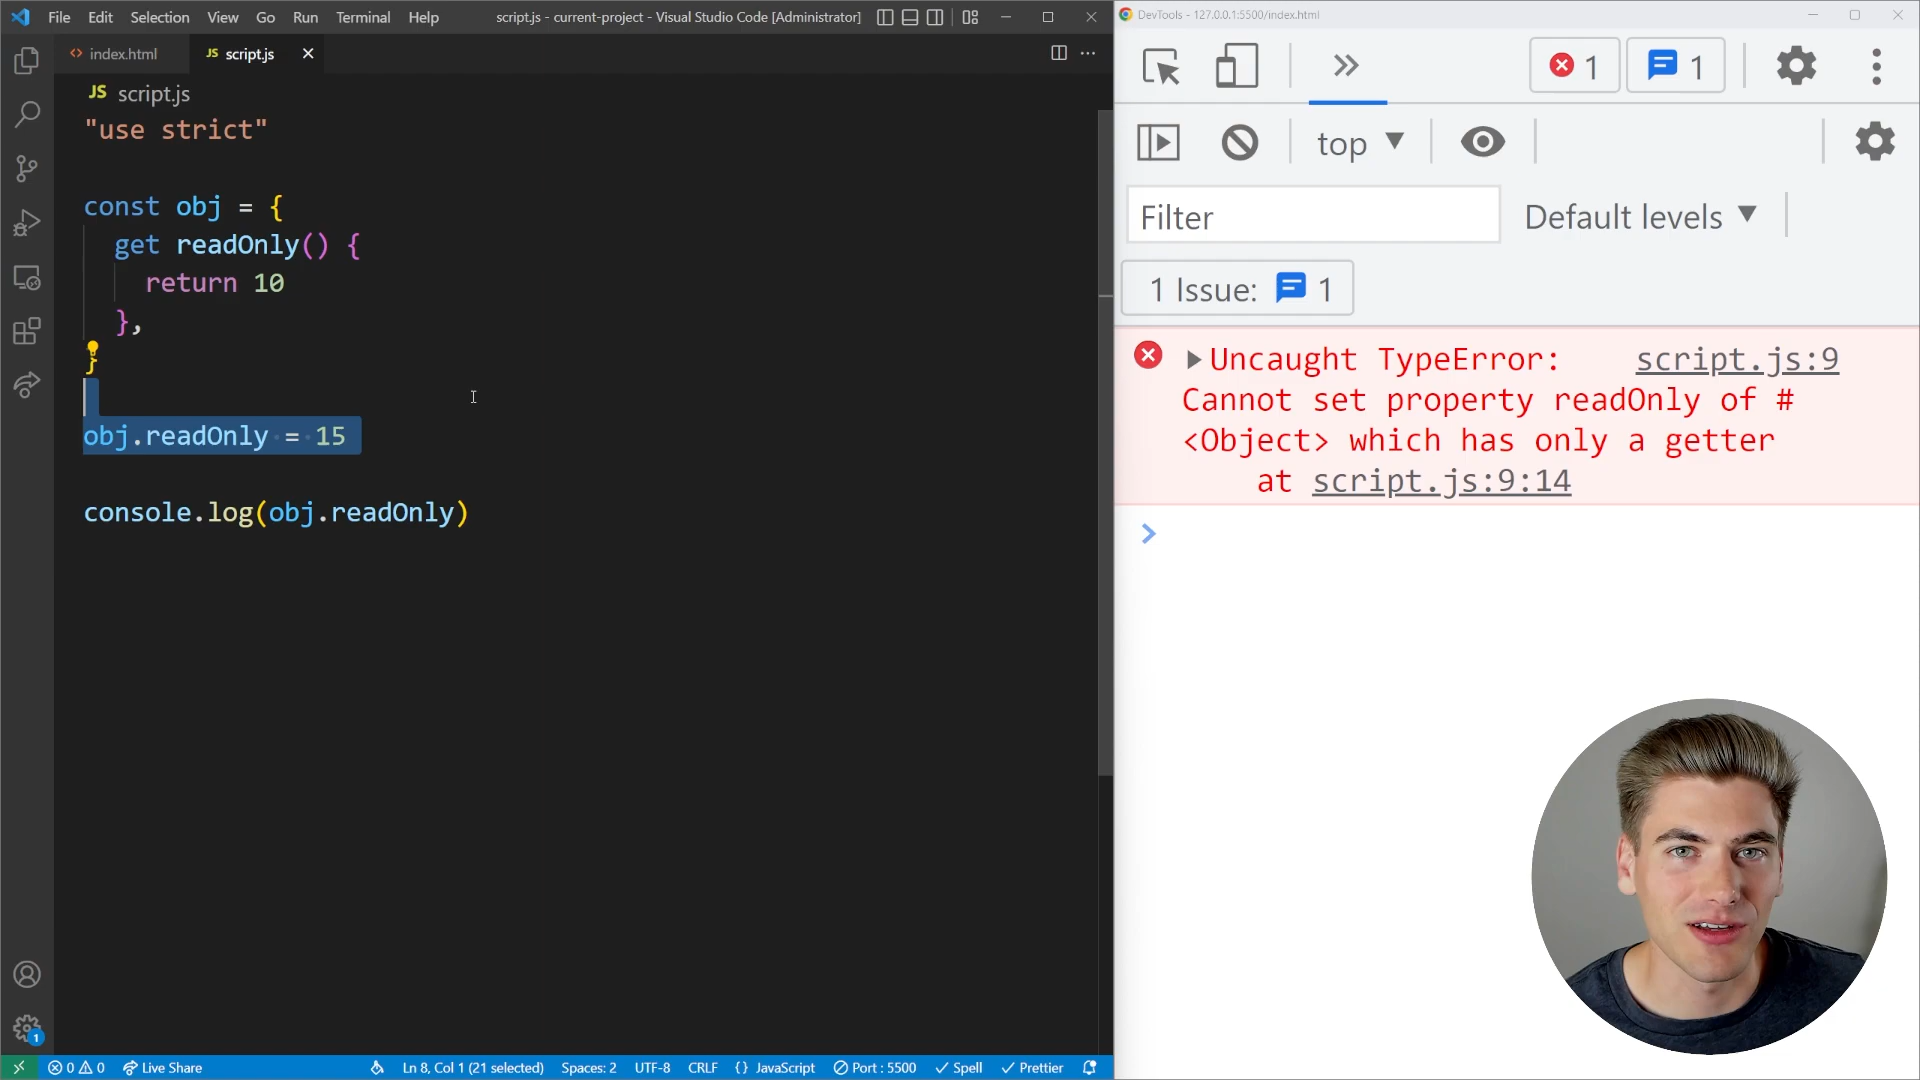 File Edit Selection View Go Run Terminal Help script.js - current-project - Visual Studio Code [Administrator]
index.html JS script.js
JS script.js
"use strict"
const obj = {
get readOnly() {
return 10
},
}
obj.readOnly = 15
console.log(obj.readOnly)
1
0 0 Live Share Ln 8, Col 1 (21 selected) Spaces: 2 UTF-8 CRLF {} JavaScript Port : 5500 Spell Prettier
DevTools - 127.0.0.1:5500/index.html
1 1
top
Filter Default levels
1 Issue: 1
Uncaught TypeError: script.js:9
Cannot set property readOnly of #
<Object> which has only a getter
at script.js:9:14